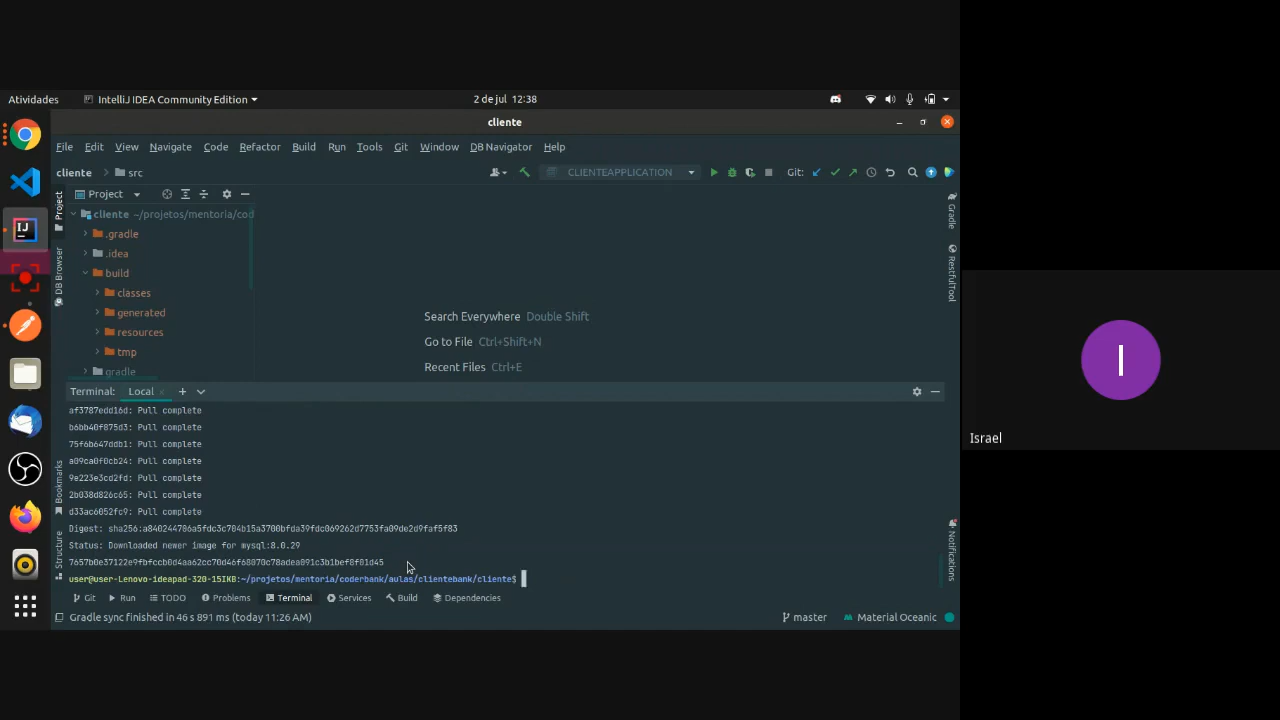 Atividades
IntelliJ IDEA Community Edition
2 de jul 12:38
cliente
File Edit View Navigate Code Refactor Build Run Tools Git Window DB Navigator Help
cliente src
CLIENTEAPPLICATION
Git:
Project
cliente ~/projetos/mentoria/cod
.gradle
.idea
build
classes
generated
resources
tmp
gradle
Project
DB Browser
Bookmarks
Structure
Search Everywhere Double Shift
Go to File Ctrl+Shift+N
Recent Files Ctrl+E
Gradle
RestfulTool
Notifications
Terminal: Local
af3787edd16d: Pull complete
b6bb40f875d3: Pull complete
75f6b647ddb1: Pull complete
a09ca0f0cb24: Pull complete
9e223e3cd2fd: Pull complete
2b038d826c65: Pull complete
d33ac6052fc9: Pull complete
Status: Downloaded newer image for mysql:8.0.29
user@user-Lenovo-ideapad-320-15IKB:~/projetos/mentoria/coderbank/aulas/clientebank/cliente$
Git Run TODO Problems Terminal Services Build Dependencies
Gradle sync finished in 46 s 891 ms (today 11:26 AM)
master
Material Oceanic
I
Israel